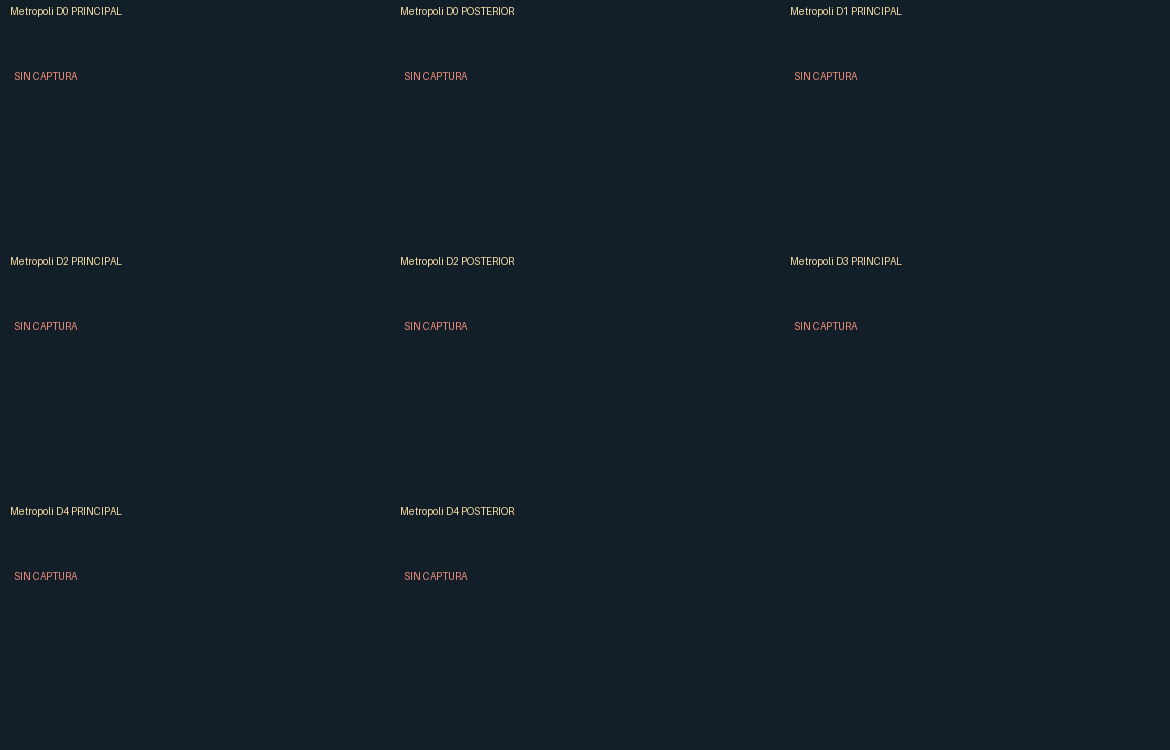 Metropoli D0 PRINCIPAL
Metropoli D0 POSTERIOR
Metropoli D1 PRINCIPAL
SIN CAPTURA
SIN CAPTURA
SIN CAPTURA
Metropoli D2 PRINCIPAL
Metropoli D2 POSTERIOR
Metropoli D3 PRINCIPAL
SIN CAPTURA
SIN CAPTURA
SIN CAPTURA
Metropoli D4 PRINCIPAL
Metropoli D4 POSTERIOR
SIN CAPTURA
SIN CAPTURA